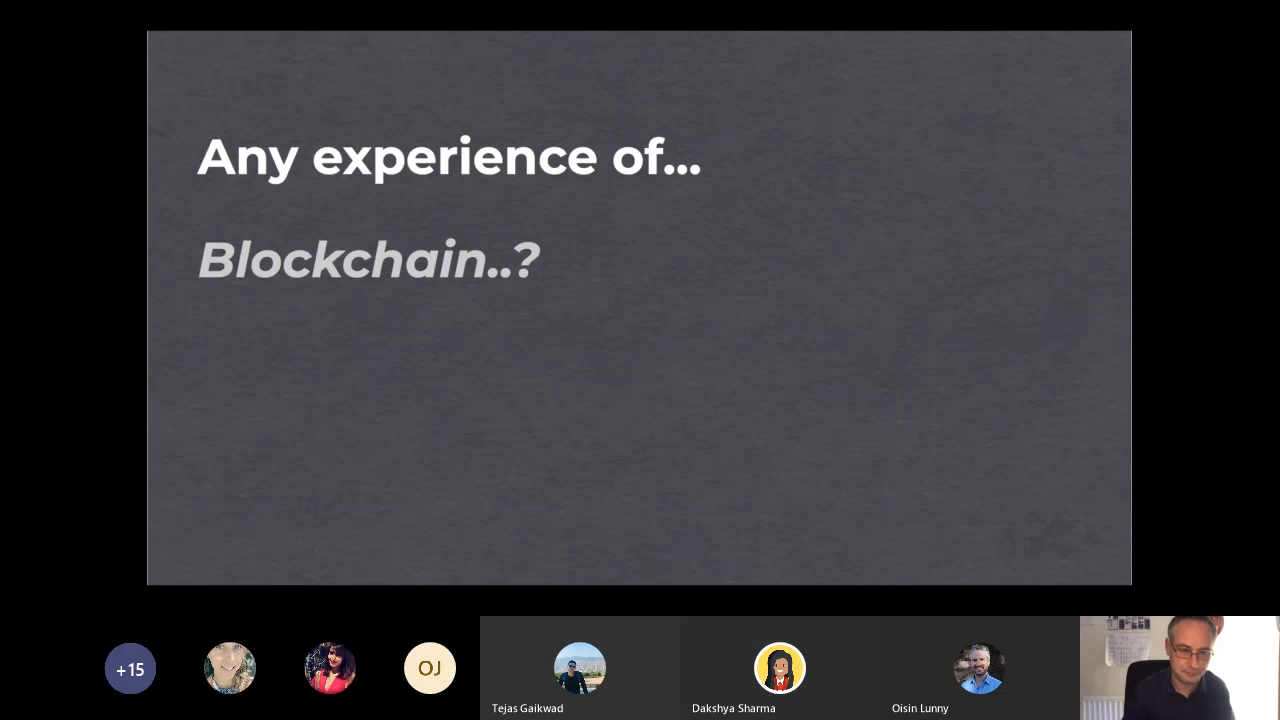 Any experience of...
Blockchain..?
+15
OJ
Tejas Gaikwad
Dakshya Sharma
Oisin Lunny